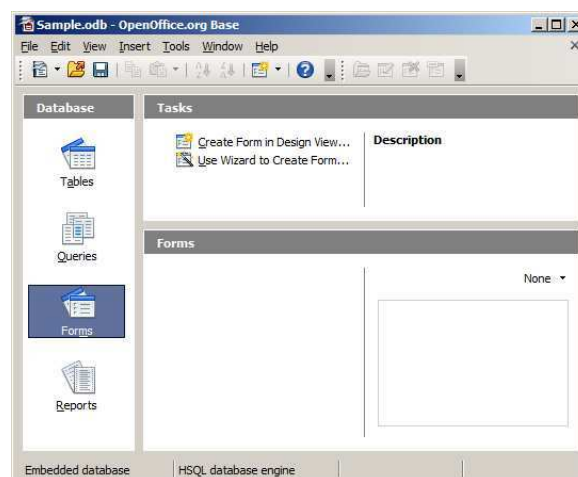 Sample.odb - OpenOffice.org Base
File Edit View Insert Tools Window Help
Database
Tasks
Create Form in Design View...
Use Wizard to Create Form...
Description
Tables
Queries
Forms
Reports
Forms
None
Embedded database
HSQL database engine